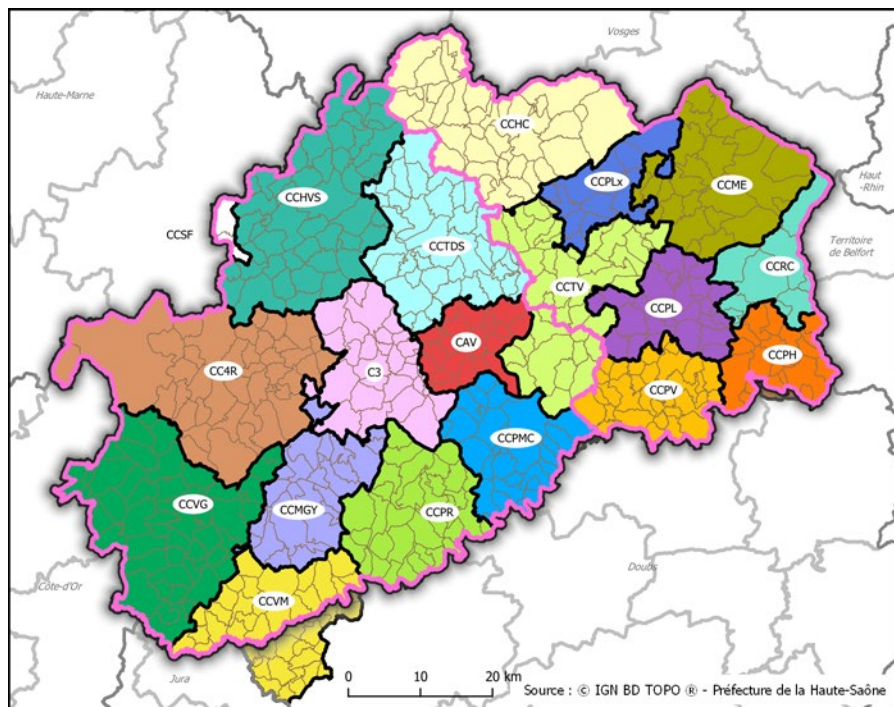 Vosges
Haute-Marne
CCHC
CCPLx
CCME
Haut
-Rhin
CCHVS
CCSF
CCTDS
Territoire
de Belfort
CCRC
CCTV
CCPL
CAV
CCPH
CC4R
C3
CCPV
CCPMC
CCVG
CCMGY
CCPR
Doubs
Côte-d'Or
CCVM
Jura
0 10 20 km
Source : © IGN BD TOPO ® - Préfecture de la Haute-Saône